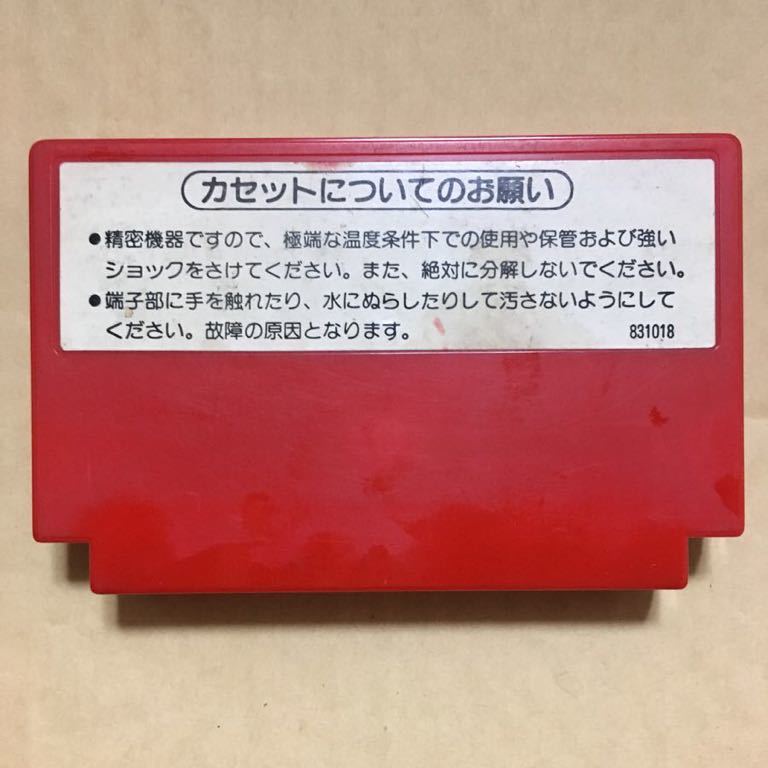 カセットについてのお願い
●精密機器ですので、極端な温度条件下での使用や保管および強い
ショックをさけてください。また、絶対に分解しないでください。
●端子部に手を触れたり、水にぬらしたりして汚さないようにして
ください。故障の原因となります。 831018